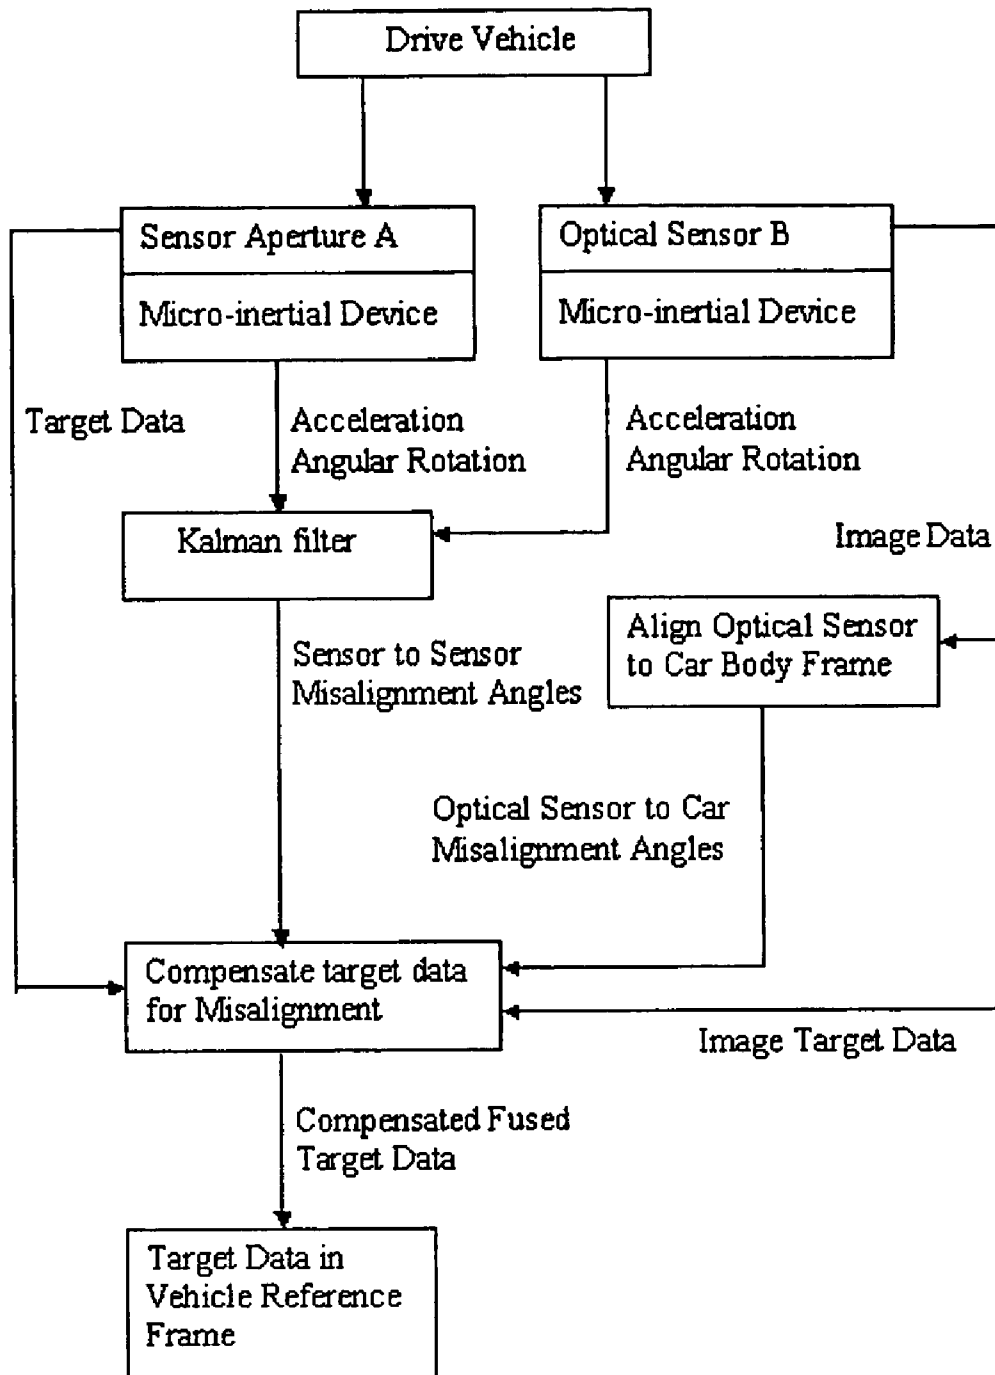 Drive Vehicle
Sensor Aperture A
Optical Sensor B
Micro-inertial Device
Micro-inertial Device
Target Data
Acceleration
Angular Rotation
Acceleration
Angular Rotation
Kalman filter
Image Data
Sensor to Sensor
Misalignment Angles
Align Optical Sensor
to Car Body Frame
Optical Sensor to Car
Misalignment Angles
Compensate target data
for Misalignment
Image Target Data
Compensated Fused
Target Data
Target Data in
Vehicle Reference
Frame